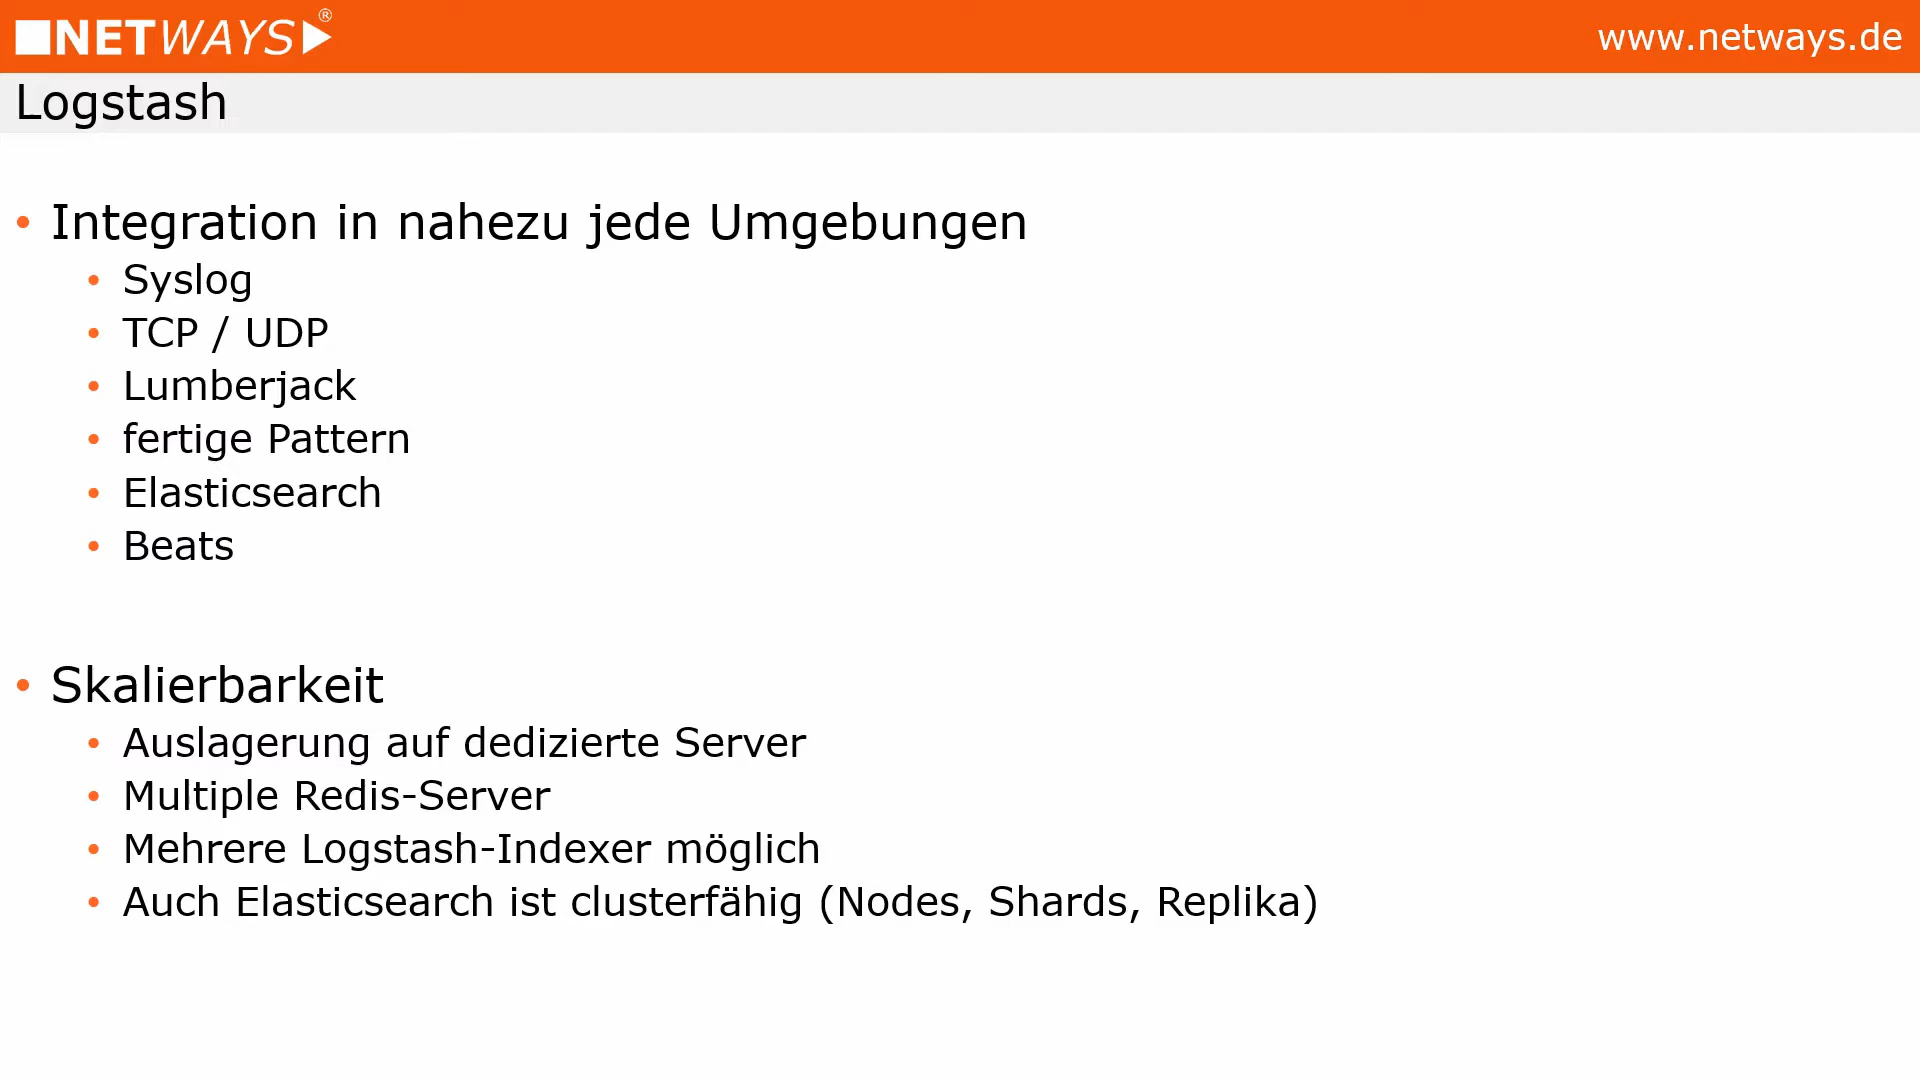 NETWAYS®
www.netways.de
Logstash
• Integration in nahezu jede Umgebungen
• Syslog
• TCP / UDP
• Lumberjack
• fertige Pattern
• Elasticsearch
• Beats
• Skalierbarkeit
• Auslagerung auf dedizierte Server
• Multiple Redis-Server
• Mehrere Logstash-Indexer möglich
• Auch Elasticsearch ist clusterfähig (Nodes, Shards, Replika)